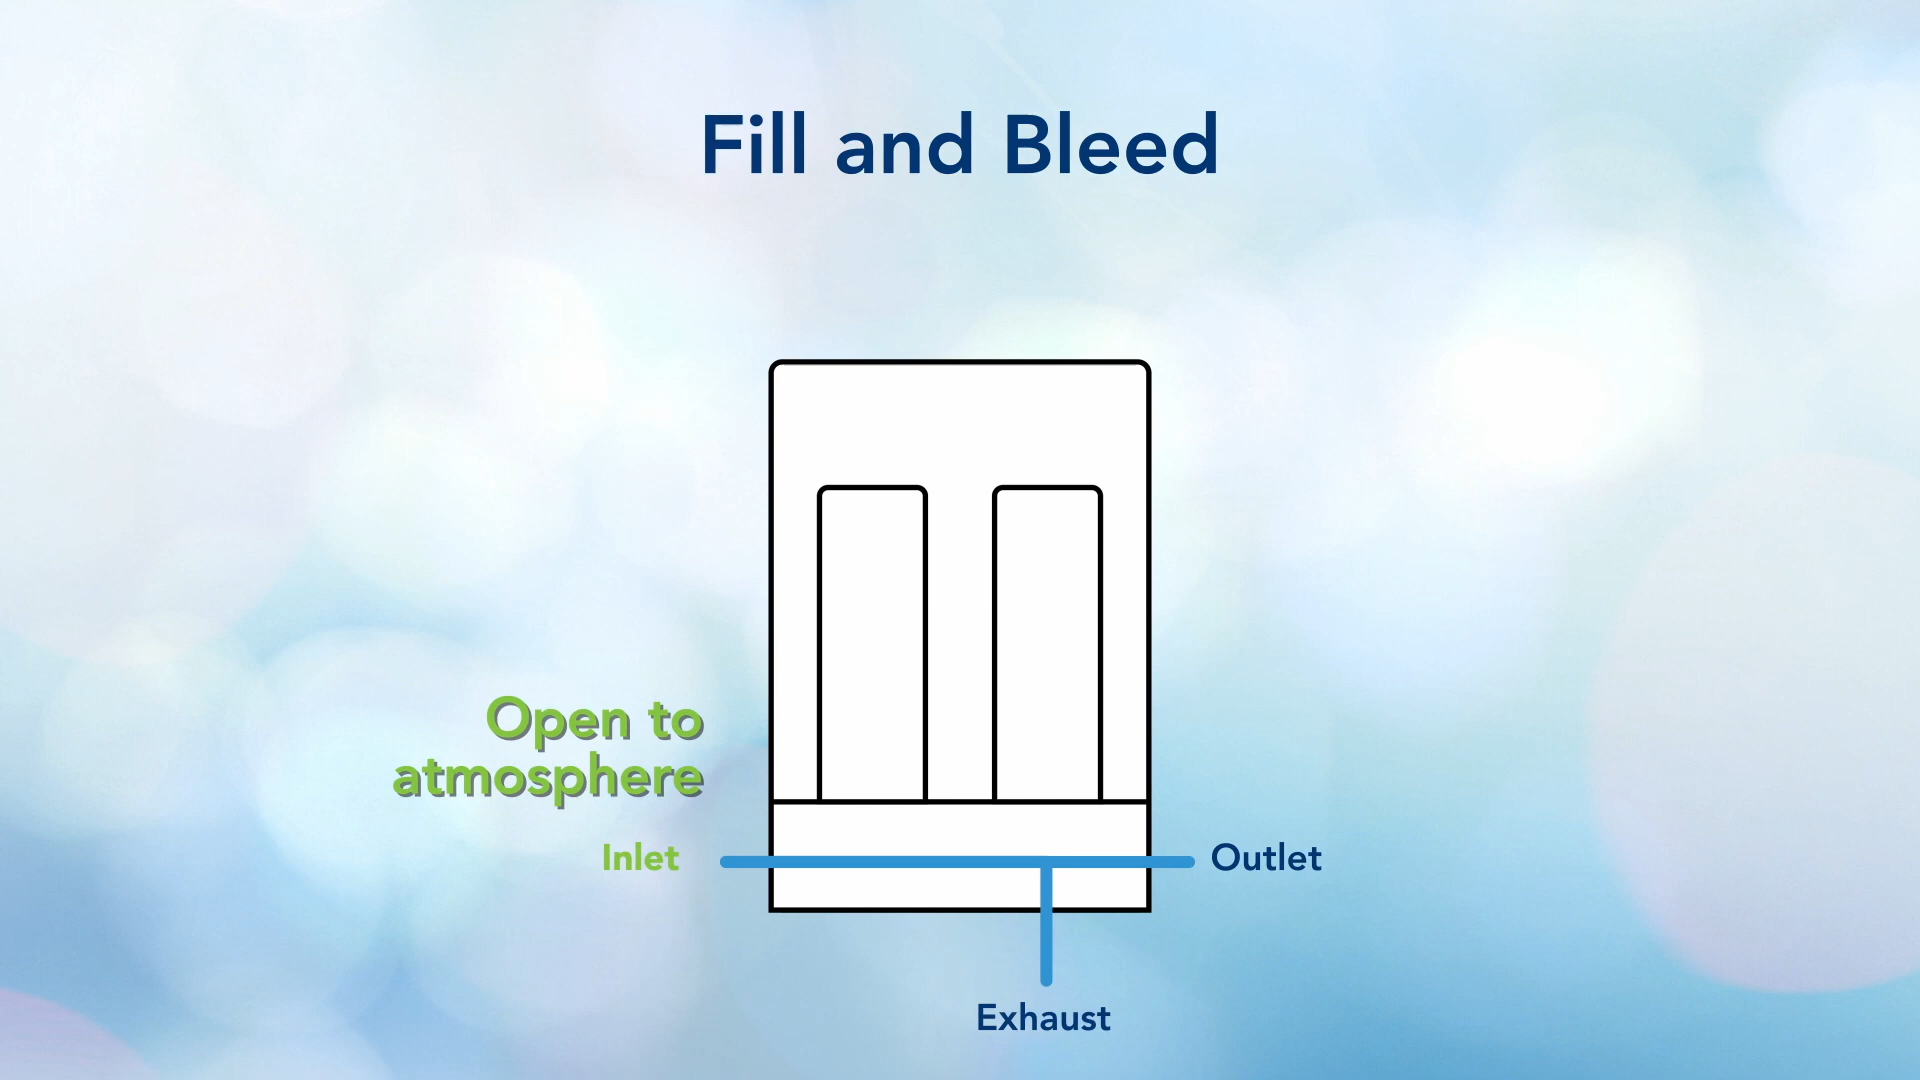 Fill and Bleed
Open to
atmosphere
Inlet
Outlet
Exhaust